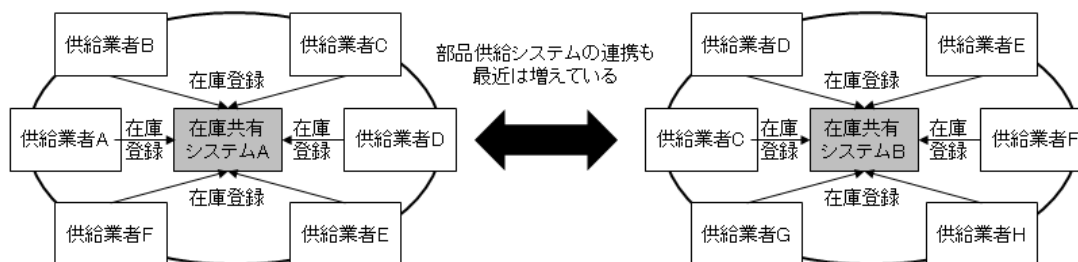 供給業者B
供給業者C
在庫登録
供給業者A
在庫
登録
在庫共有
システムA
在庫
登録
供給業者D
在庫登録
供給業者F
供給業者E
部品供給システムの連携も
最近は増えている
供給業者D
供給業者E
在庫登録
供給業者C
在庫
登録
在庫共有
システムB
在庫
登録
供給業者F
在庫登録
供給業者G
供給業者H